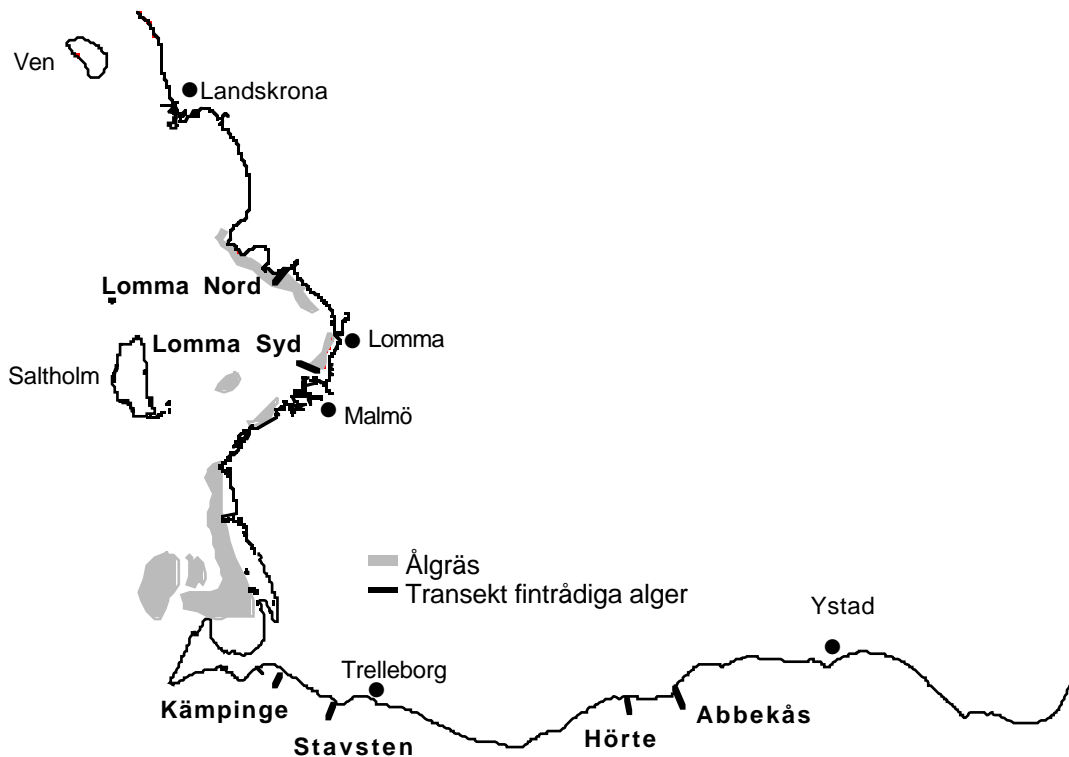 Ven
Landskrona
Lomma Nord
Lomma Syd
Lomma
Saltholm
Malmö
Ålgräs
Transekt fintrådiga alger
Ystad
Trelleborg
Kämpinge
Abbekås
Stavsten
Hörte